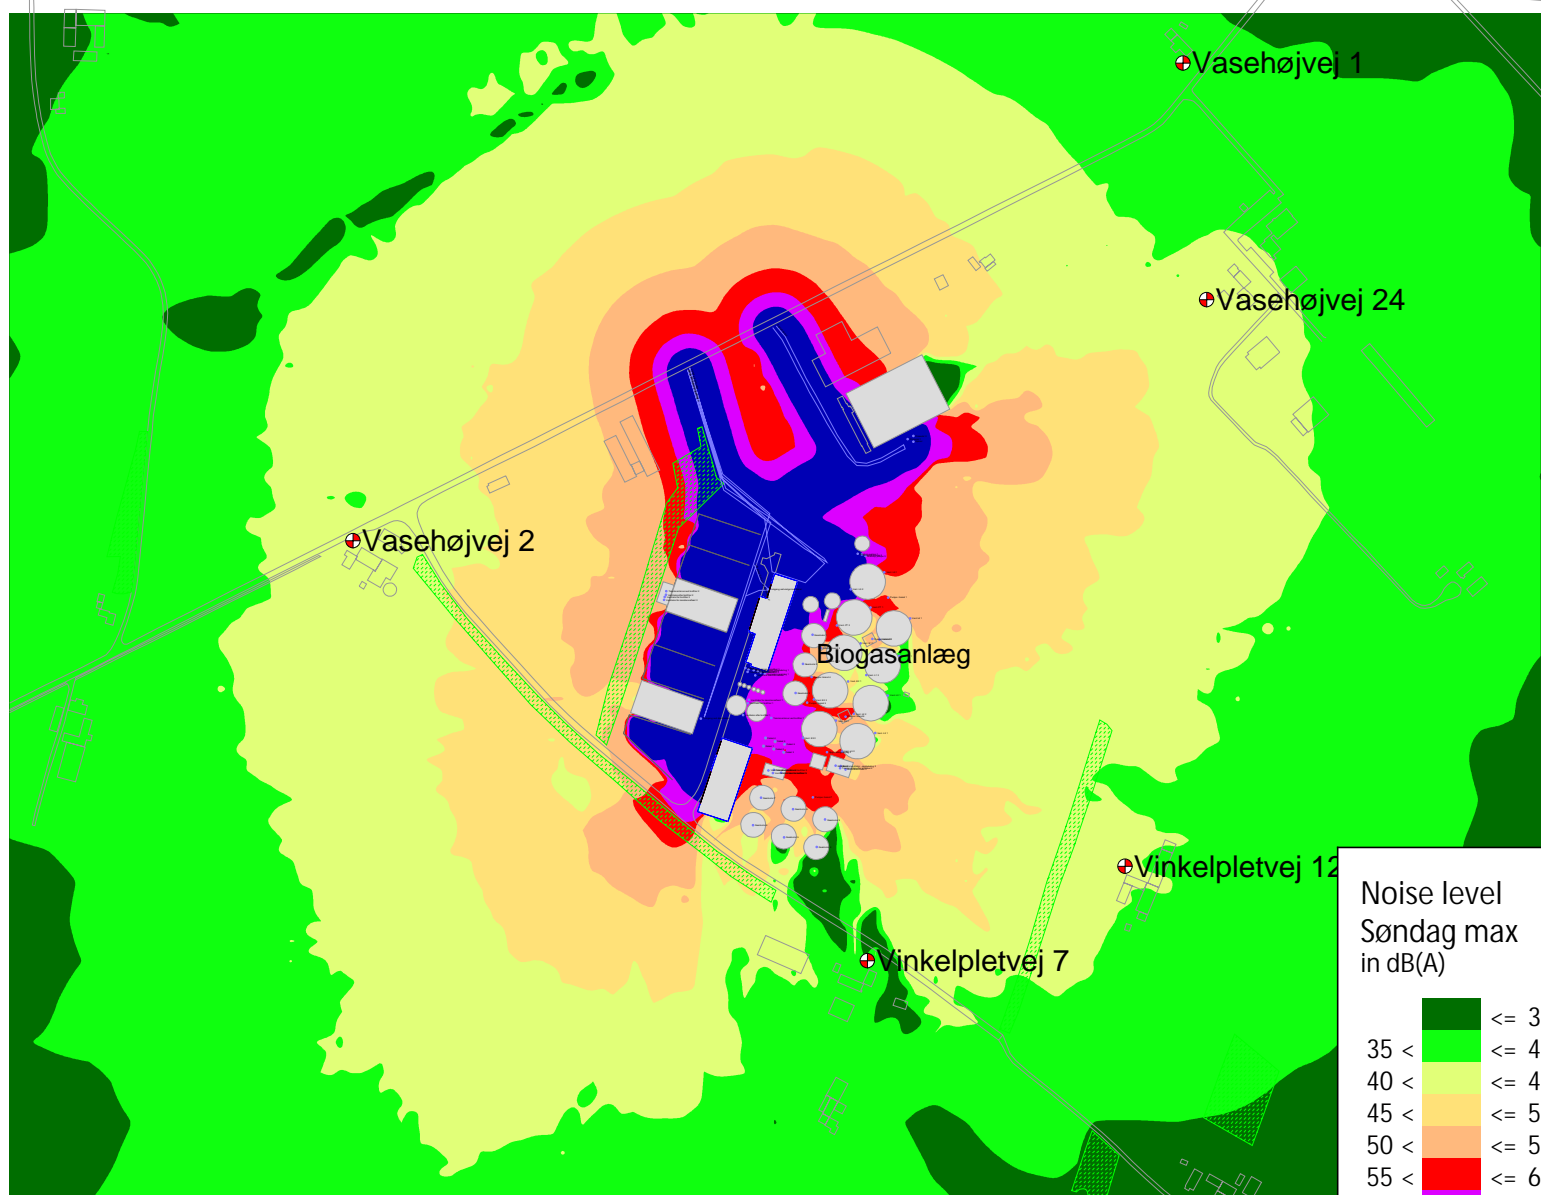 Vasehøjvej 1
Vasehøjvej 24
Vasehøjvej 2
Biogasanlæg
Vinkelpletvej 12
Vinkelpletvej 7
Noise level
Søndag max
in dB(A)
<= 3
35 < <= 4
40 < <= 4
45 < <= 5
50 < <= 5
55 < <= 6